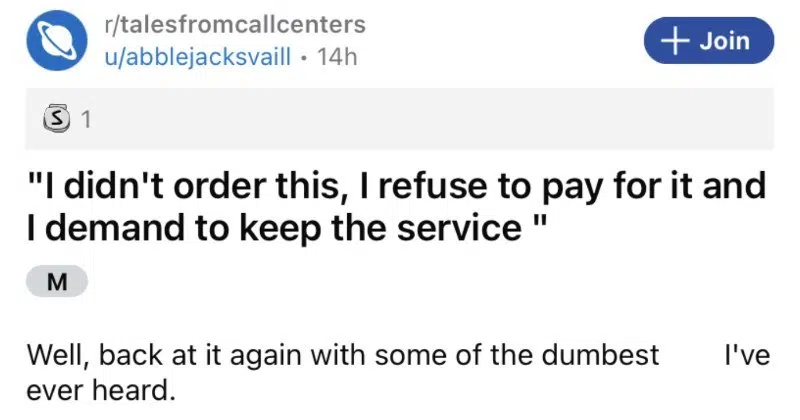 r/talesfromcallcenters
u/abblejacksvaill • 14h
+ Join
S 1
"I didn't order this, I refuse to pay for it and
I demand to keep the service "
M
Well, back at it again with some of the dumbest I've
ever heard.